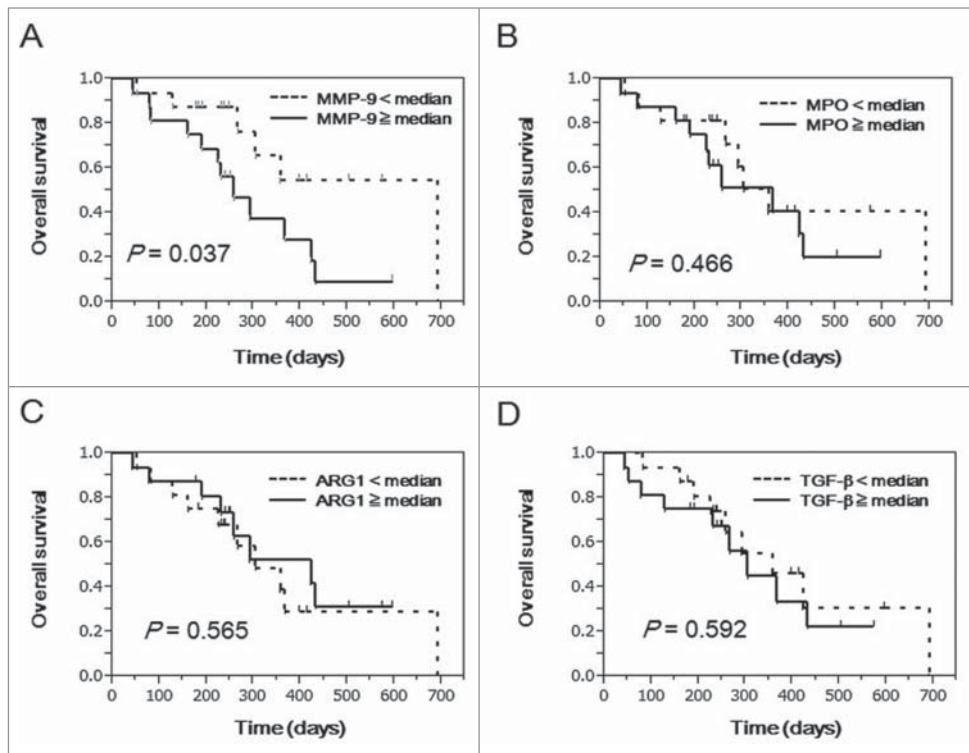 A
1.0
0.8
0.6
0.4
0.2
0.0
Overall survival
MMP-9 < median
MMP-9 ≧ median
P = 0.037
0 100 200 300 400 500 600 700
Time (days)
B
1.0
0.8
0.6
0.4
0.2
0.0
Overall survival
MPO < median
MPO ≧ median
P = 0.466
0 100 200 300 400 500 600 700
Time (days)
C
1.0
0.8
0.6
0.4
0.2
0.0
Overall survival
ARG1 < median
ARG1 ≧ median
P = 0.565
0 100 200 300 400 500 600 700
Time (days)
D
1.0
0.8
0.6
0.4
0.2
0.0
Overall survival
TGF-β < median
TGF-β ≧ median
P = 0.592
0 100 200 300 400 500 600 700
Time (days)